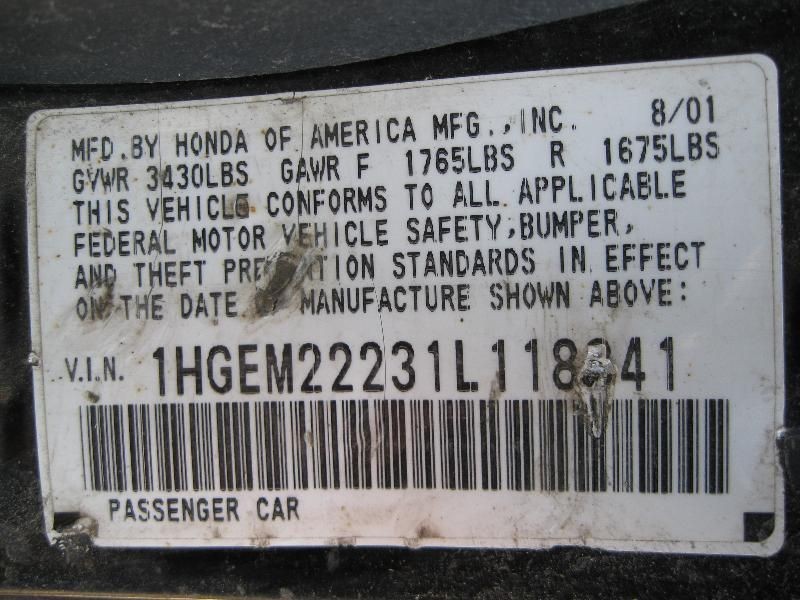 MFD.BY HONDA OF AMERICA MFG.,INC. 8/01
GVWR 3430LBS GAWR F 1765LBS R 1675LBS
THIS VEHICLE CONFORMS TO ALL APPLICABLE
FEDERAL MOTOR VEHICLE SAFETY,BUMPER,
AND THEFT PREVENTION STANDARDS IN EFFECT
ON THE DATE MANUFACTURE SHOWN ABOVE:
V.I.N.
PASSENGER CAR